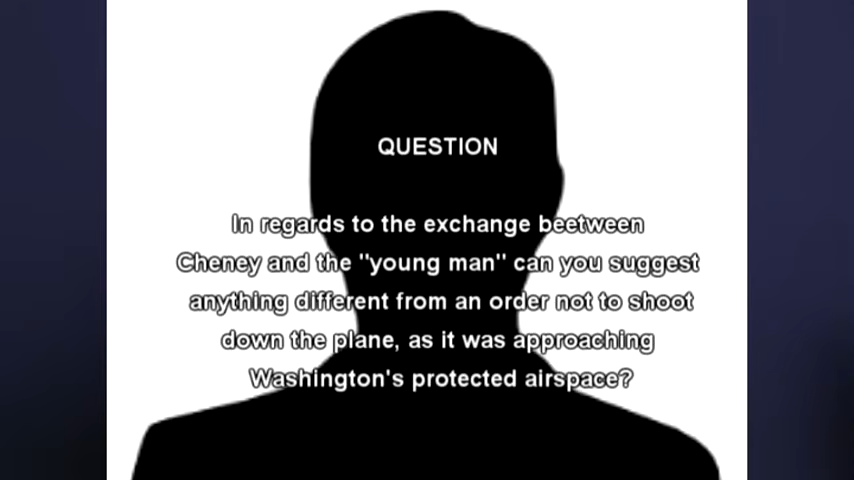 QUESTION
In regards to the exchange beetween
Cheney and the "young man" can you suggest
anything different from an order not to shoot
down the plane, as it was approaching
Washington's protected airspace?